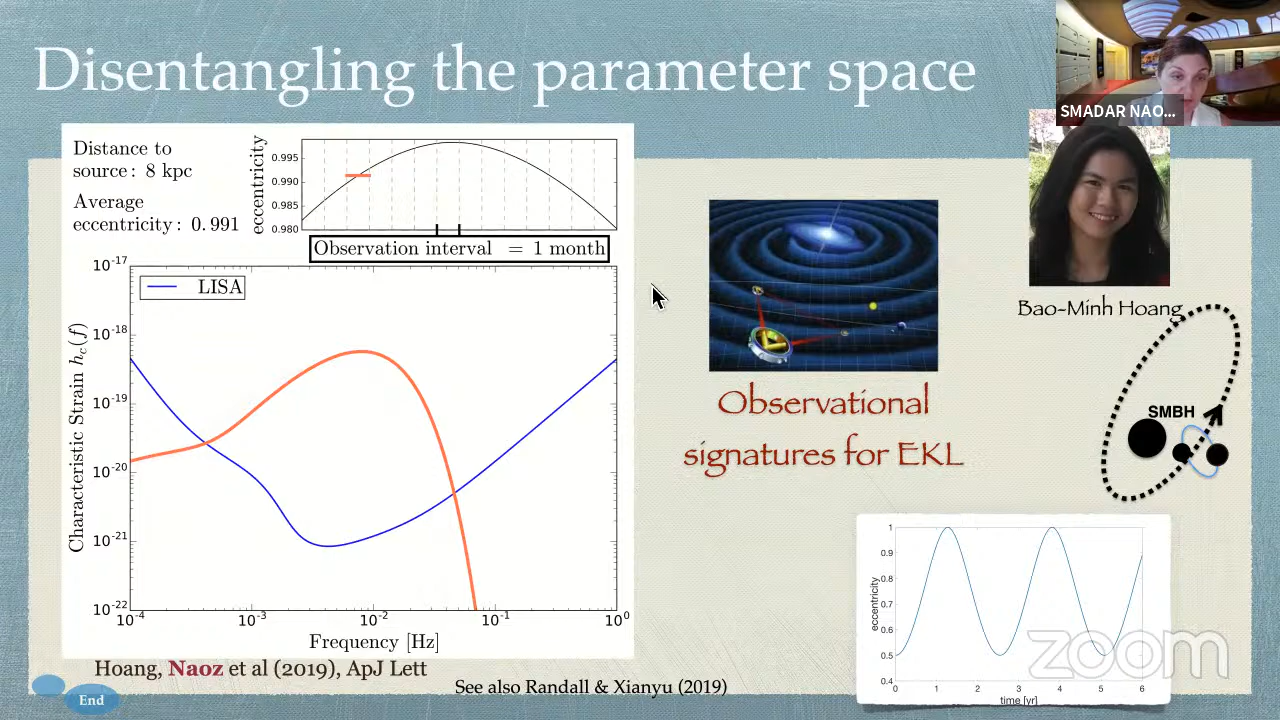 Disentangling the parameter space
SMADAR NAO...
Distance to
source: 8 kpc
Average
eccentricity: 0.991
eccentricity
0.995
0.990
0.985
0.980
Observation interval = 1 month
LISA
Characteristic Strain h_c(f)
10^-17
10^-18
10^-19
10^-20
10^-21
10^-22
10^-4
10^-3
10^-2
10^-1
10^0
Frequency [Hz]
Hoang, Naoz et al (2019), ApJ Lett
See also Randall & Xianyu (2019)
End
Observational
signatures for EKL
Bao-Minh Hoang
SMBH
eccentricity
1
0.9
0.8
0.7
0.6
0.5
0.4
0
1
2
3
4
5
6
time [yr]
zoom